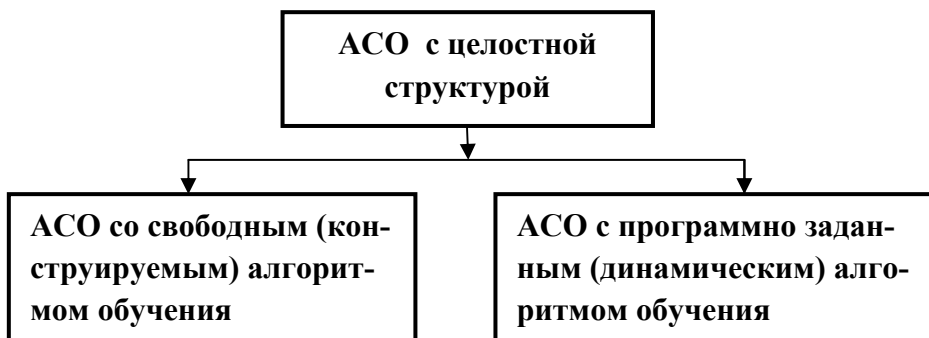 АСО с целостной
структурой
АСО со свободным (кон-
струируемым) алгорит-
мом обучения
АСО с программно задан-
ным (динамическим) алго-
ритмом обучения